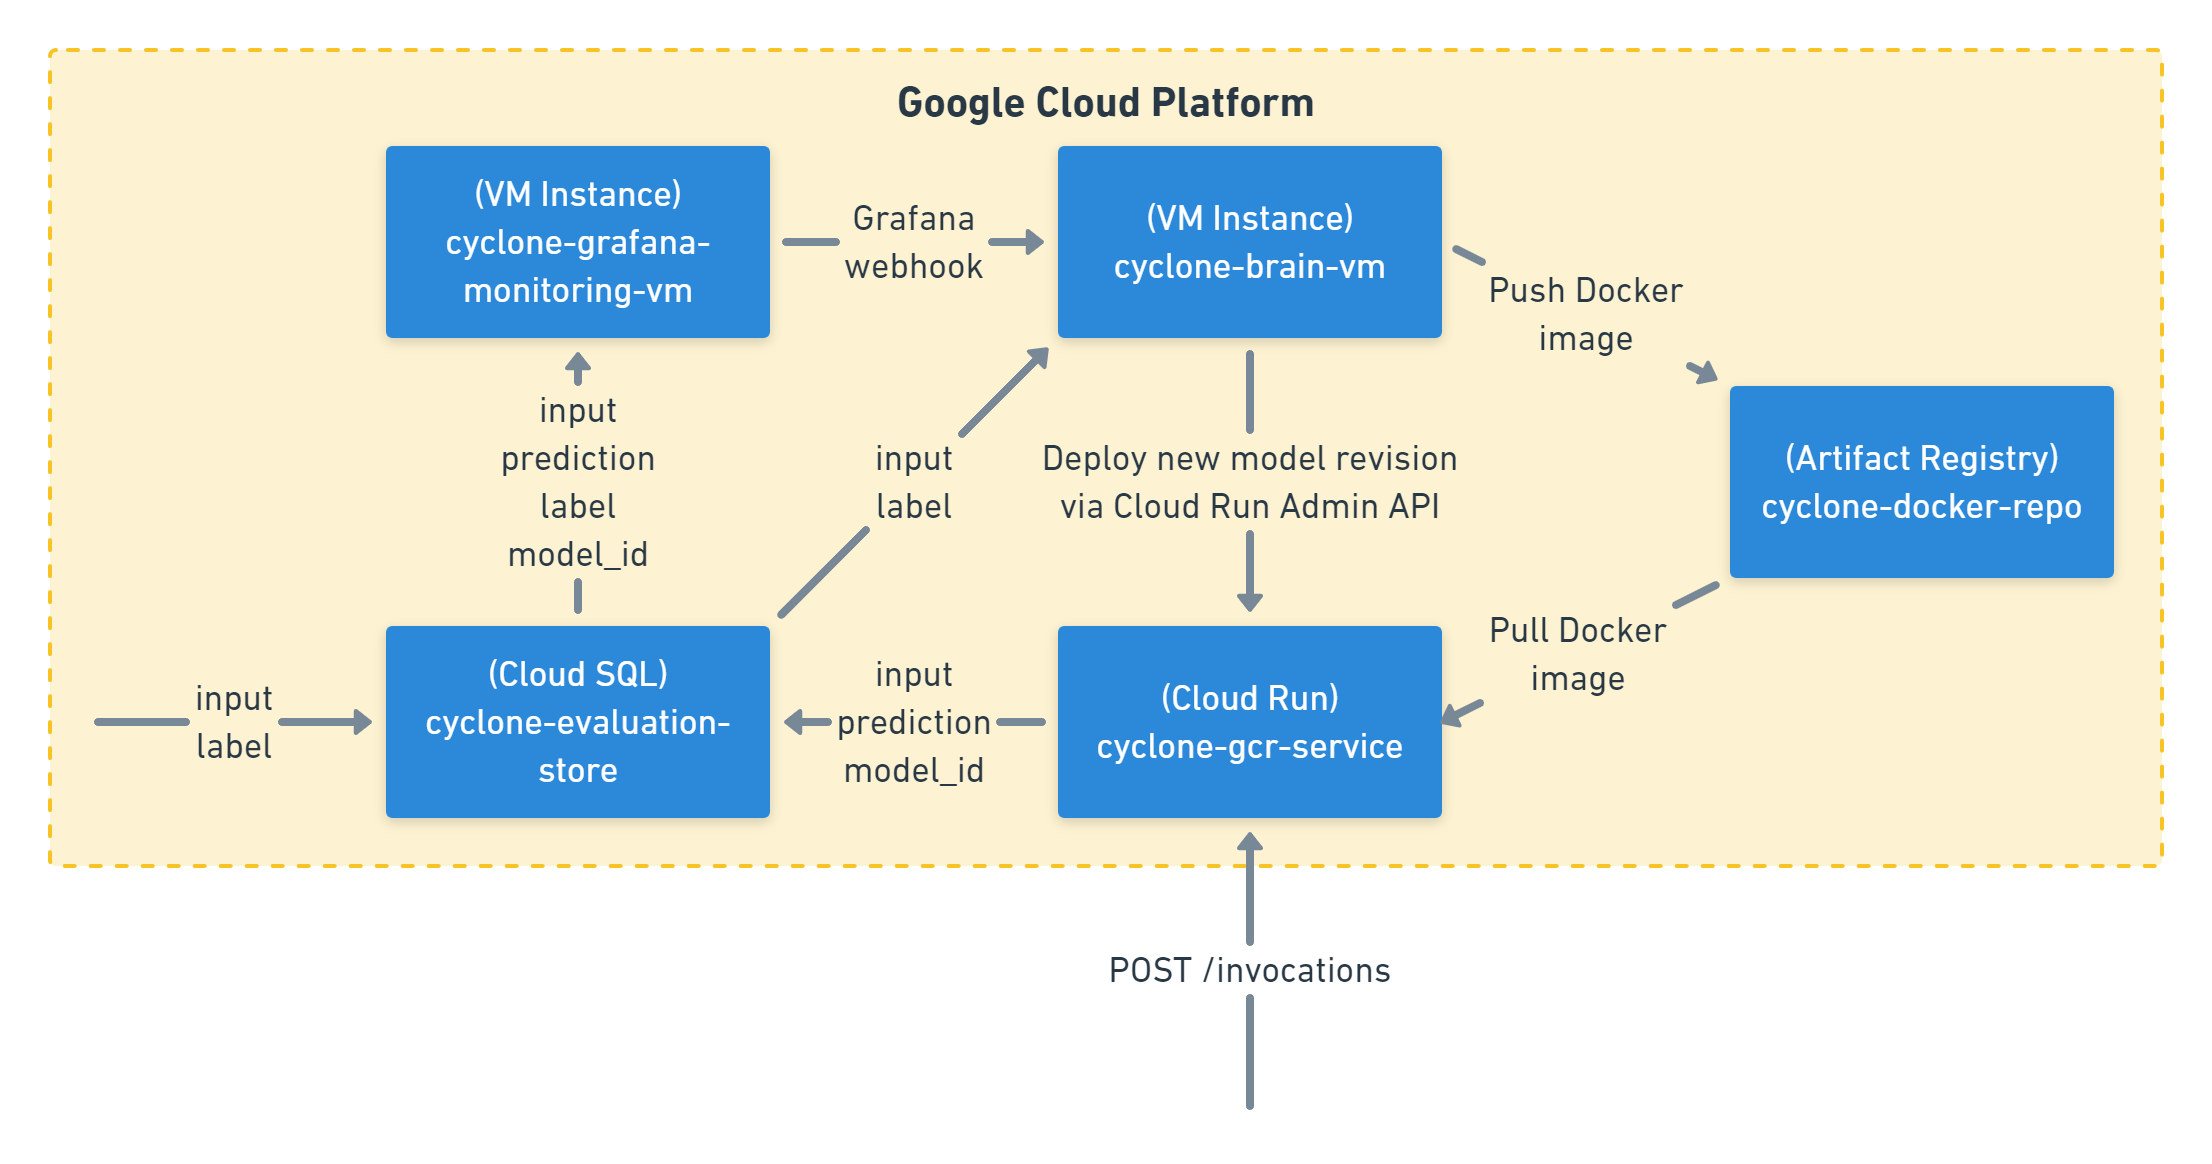 Google Cloud Platform
(VM Instance)
cyclone-grafana-
monitoring-vm
Grafana
webhook
(VM Instance)
cyclone-brain-vm
Push Docker
image
input
prediction
label
model_id
input
label
Deploy new model revision
via Cloud Run Admin API
(Artifact Registry)
cyclone-docker-repo
Pull Docker
image
input
label
(Cloud SQL)
cyclone-evaluation-
store
input
prediction
model_id
(Cloud Run)
cyclone-gcr-service
POST /invocations